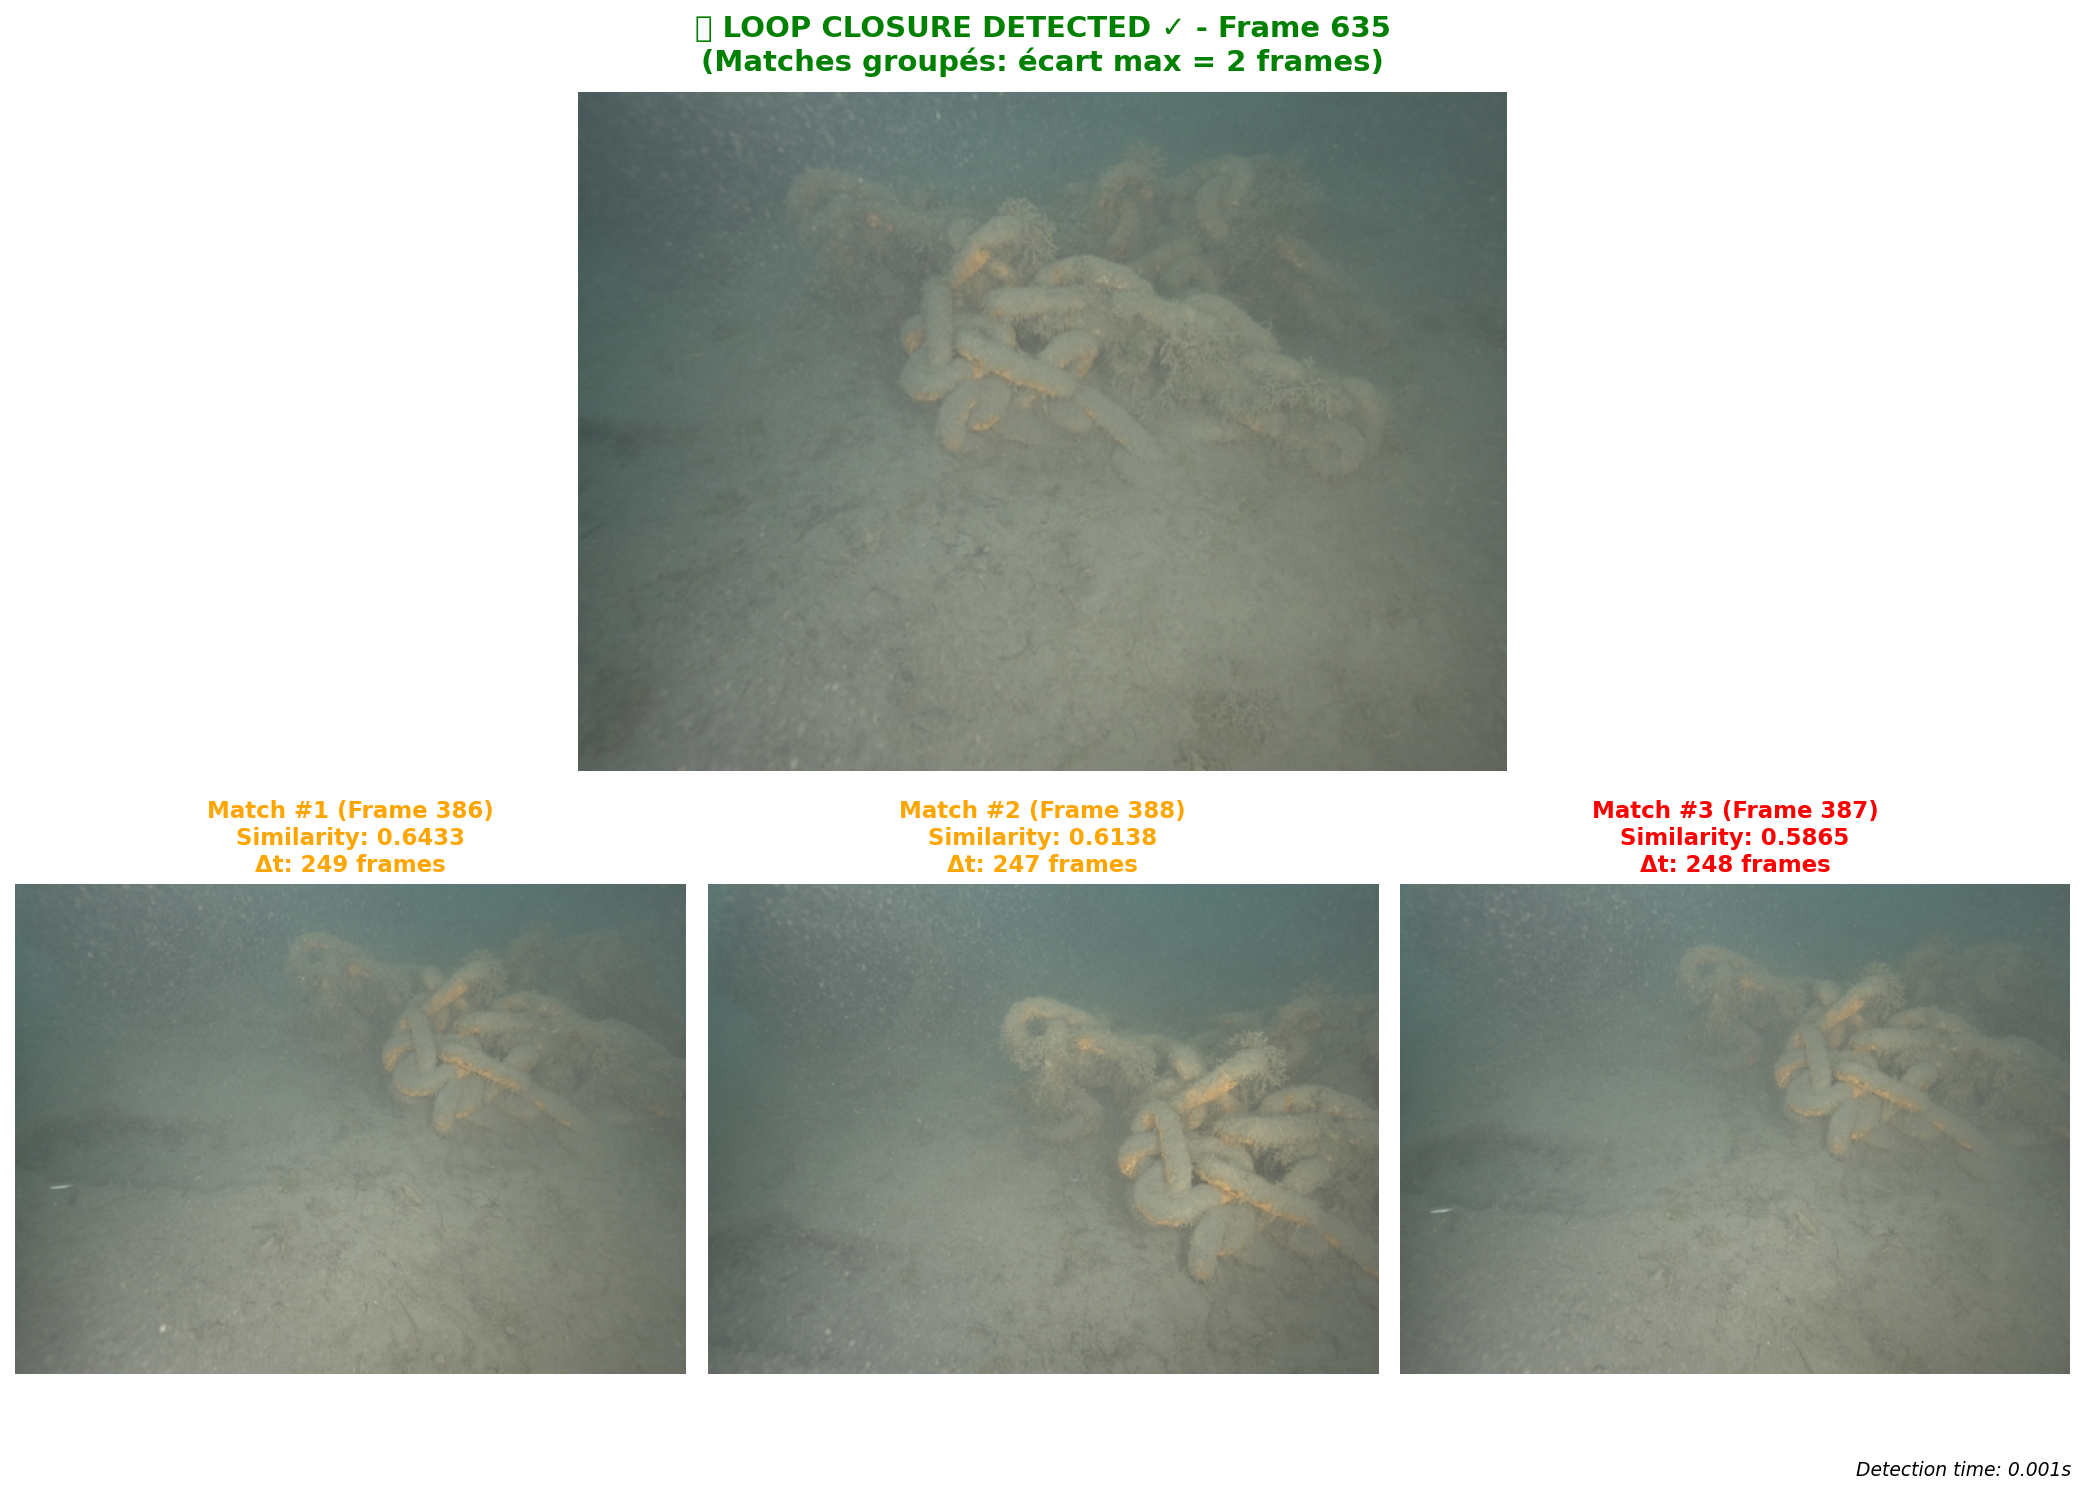 LOOP CLOSURE DETECTED ✓ - Frame 635
(Matches groupés: écart max = 2 frames)
Match #1 (Frame 386)
Similarity: 0.6433
Δt: 249 frames
Match #2 (Frame 388)
Similarity: 0.6138
Δt: 247 frames
Match #3 (Frame 387)
Similarity: 0.5865
Δt: 248 frames
Detection time: 0.001s